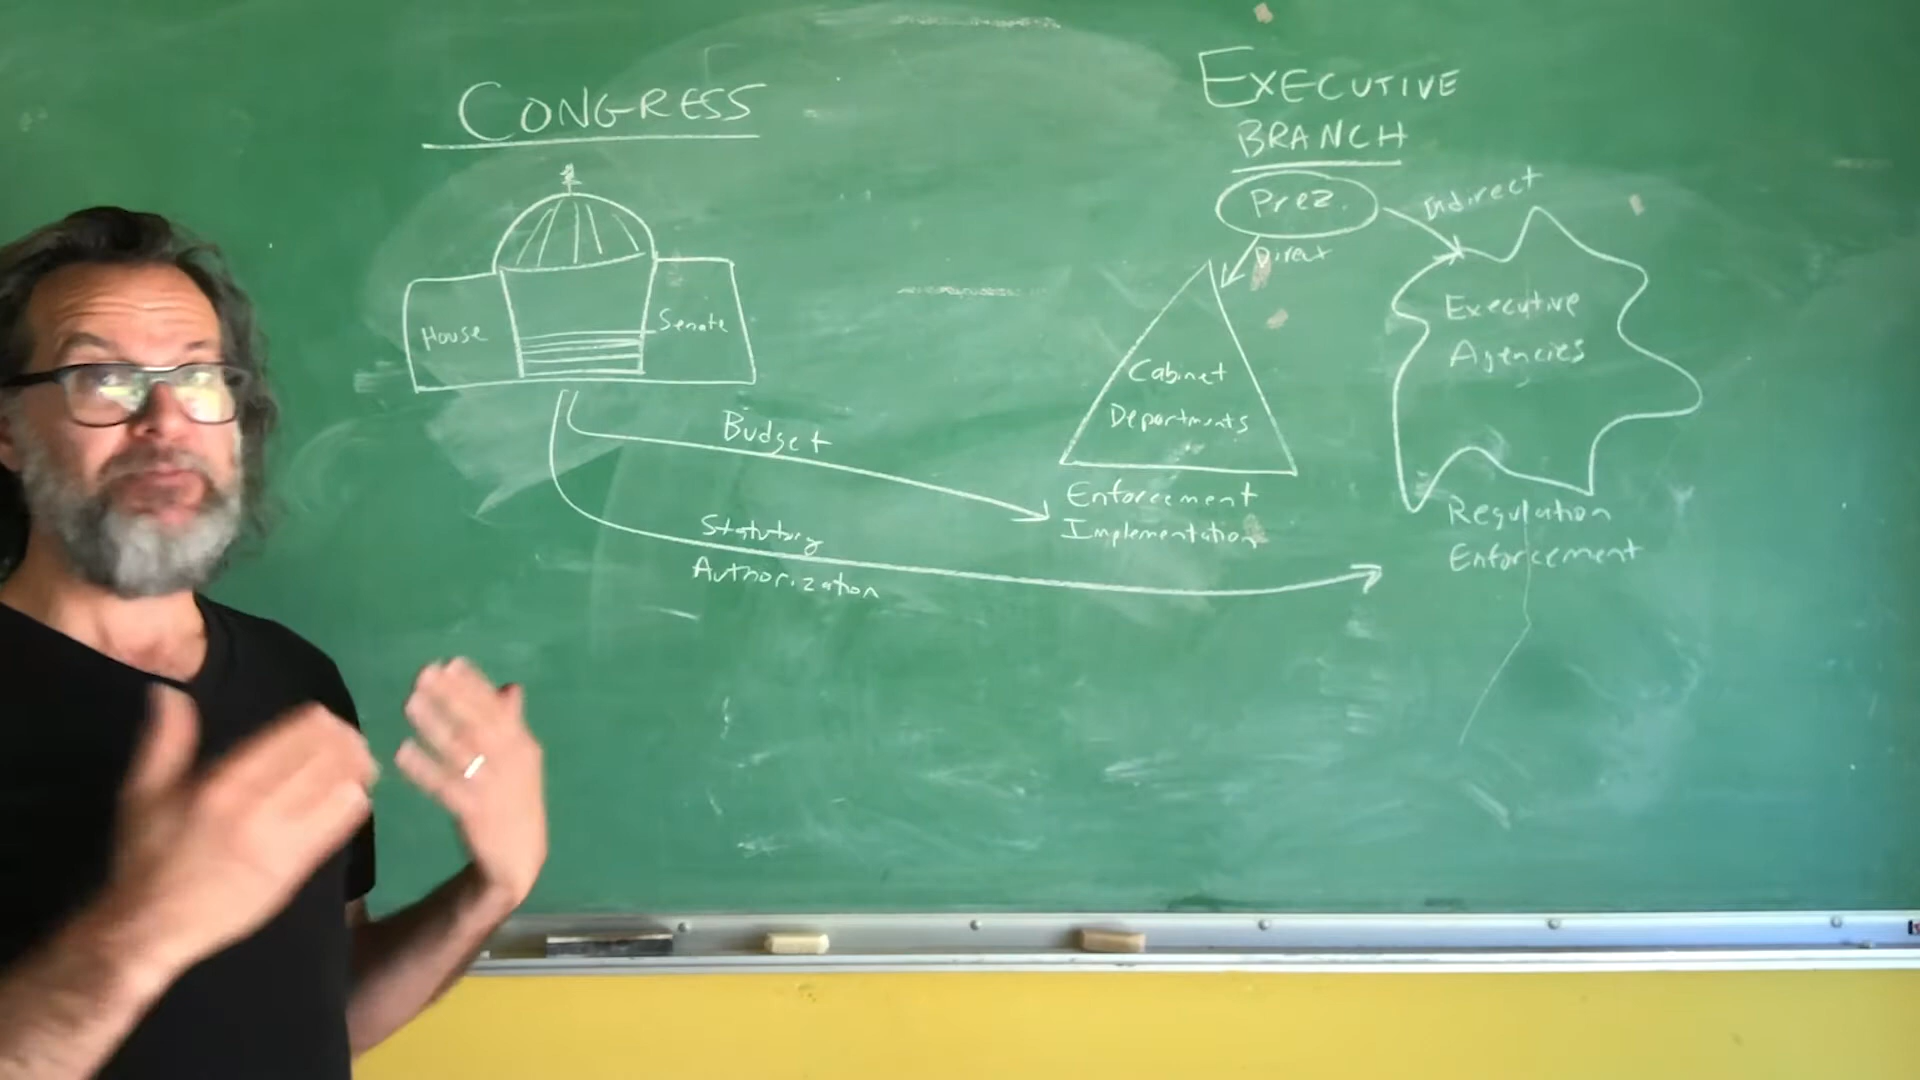 CONGRESS
House
Senate
Budget
Statutory
Authorization
EXECUTIVE
BRANCH
Prez.
Indirect
Direct
Cabinet
Departments
Enforcement
Implementation
Executive
Agencies
Regulation
Enforcement